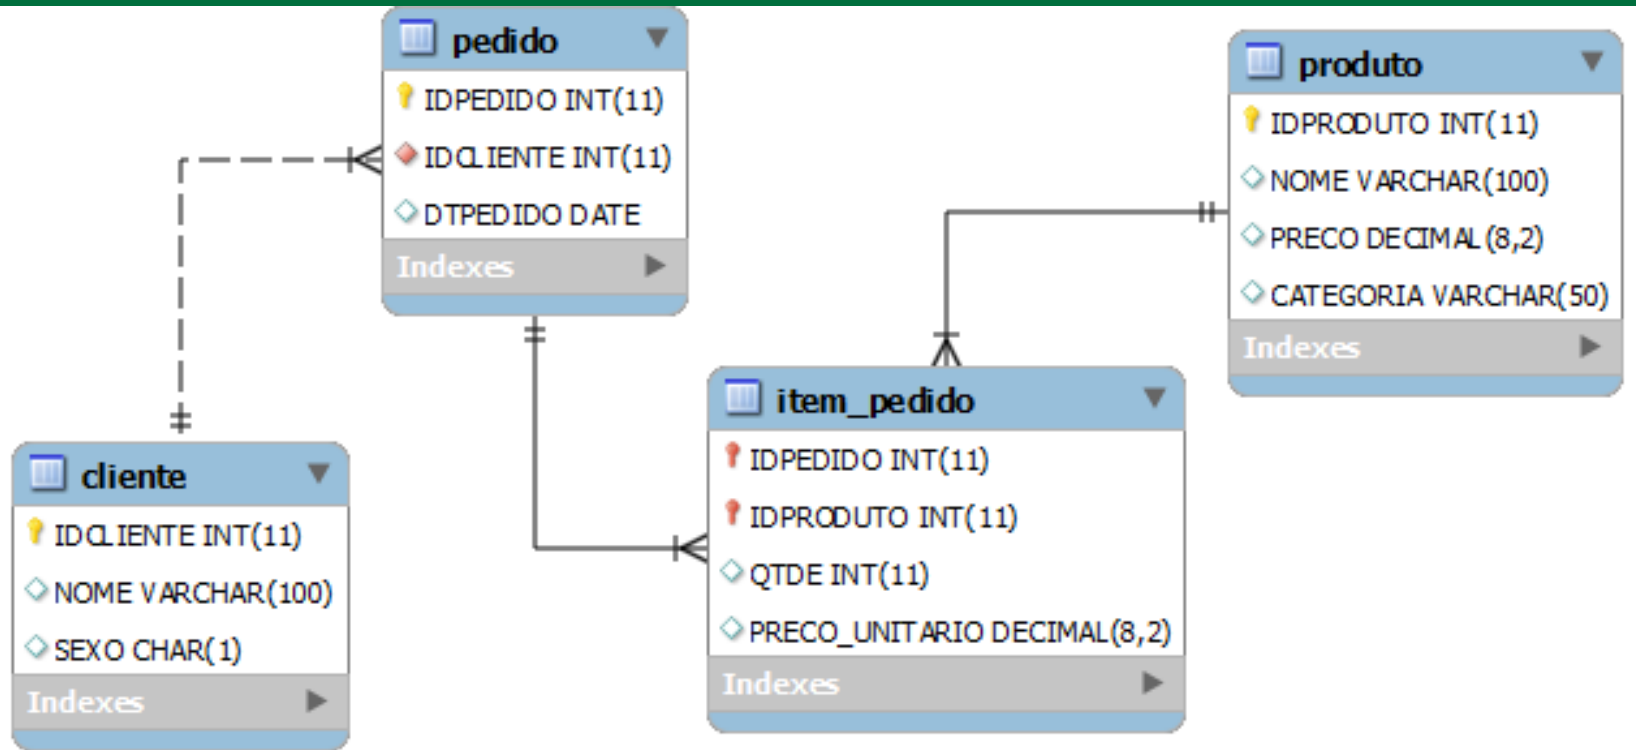 pedido
IDPEDIDO INT(11)
IDCLIENTE INT(11)
DTPEDIDO DATE
Indexes
produto
IDPRODUTO INT(11)
NOME VARCHAR(100)
PRECO DECIMAL(8,2)
CATEGORIA VARCHAR(50)
Indexes
cliente
IDCLIENTE INT(11)
NOME VARCHAR(100)
SEXO CHAR(1)
Indexes
item_pedido
IDPEDIDO INT(11)
IDPRODUTO INT(11)
QTDE INT(11)
PRECO_UNITARIO DECIMAL(8,2)
Indexes